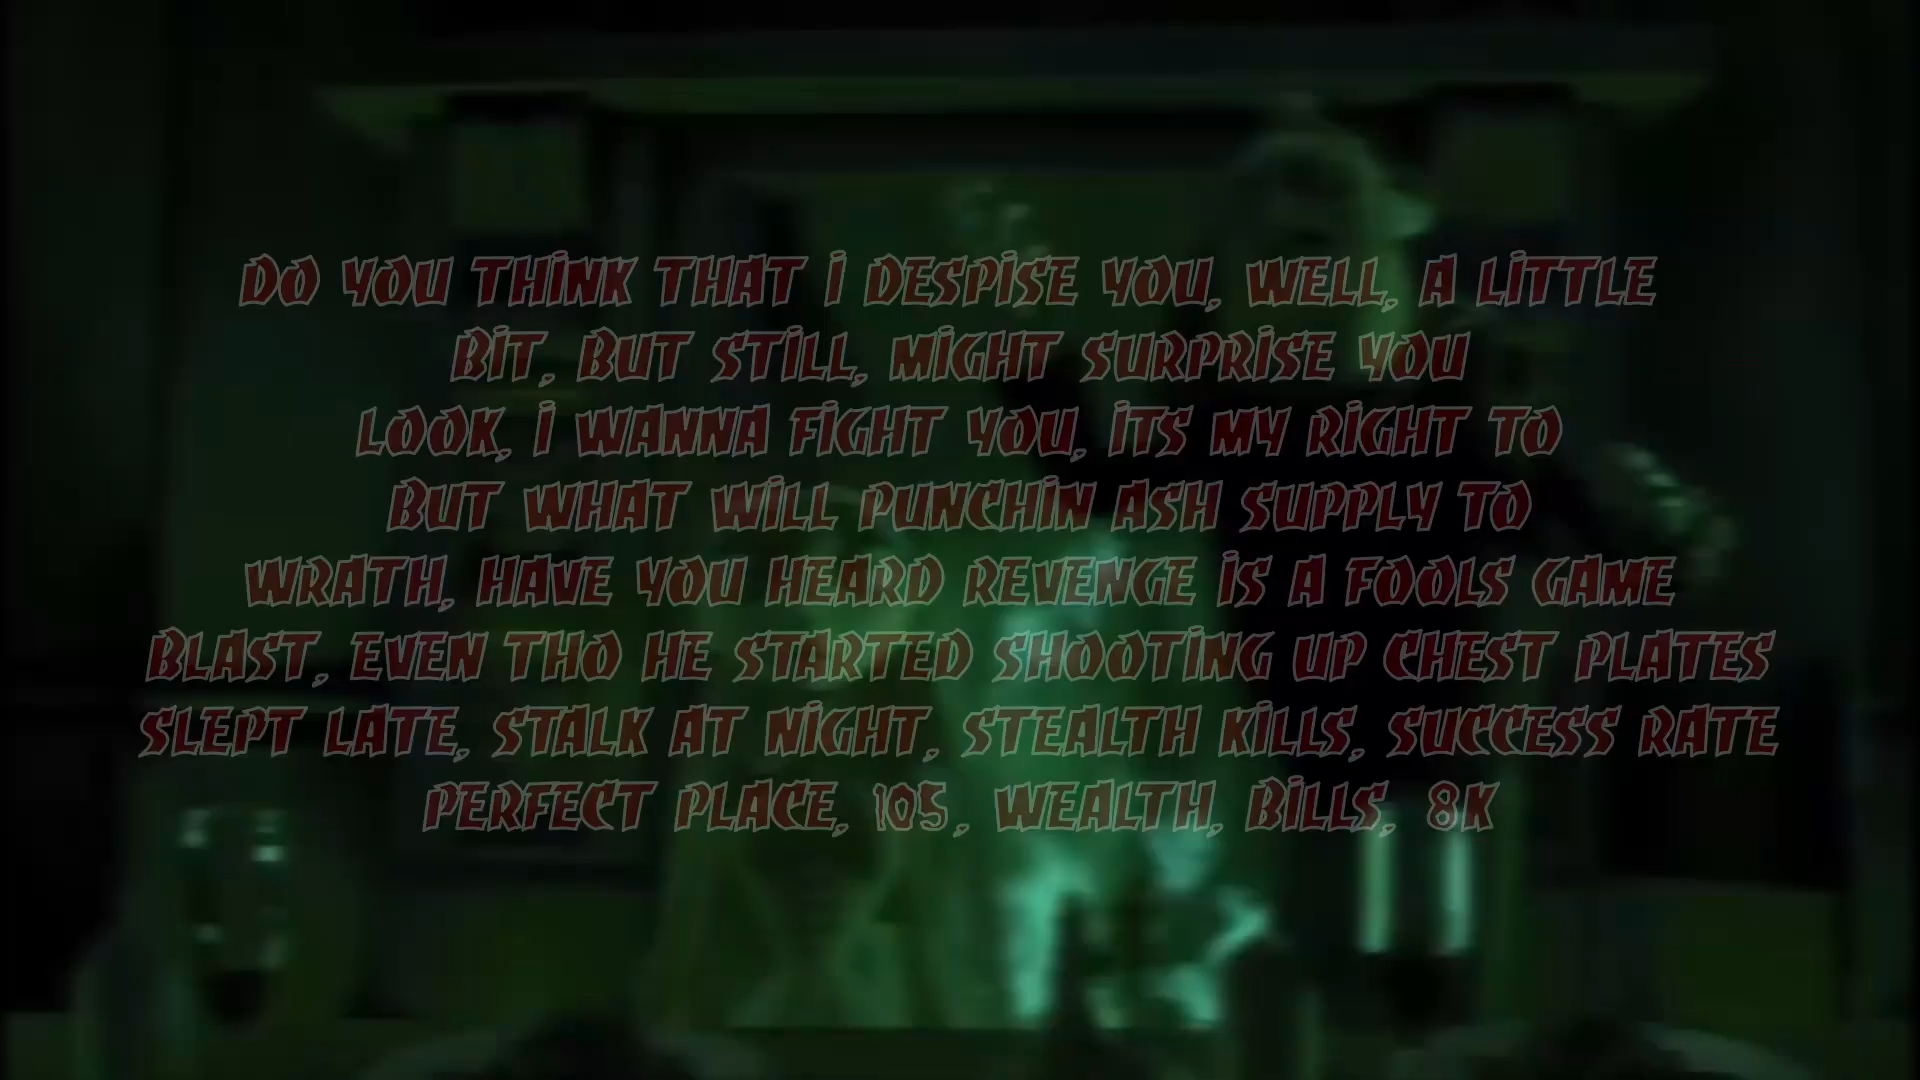 DO YOU THINK THAT I DESPISE YOU, WELL, A LITTLE
BIT, BUT STILL, MIGHT SURPRISE YOU
LOOK, I WANNA FIGHT YOU, ITS MY RIGHT TO
BUT WHAT WILL PUNCHIN ASH SUPPLY TO
WRATH, HAVE YOU HEARD REVENGE IS A FOOLS GAME
BLAST, EVEN THO HE STARTED SHOOTING UP CHEST PLATES
SLEPT LATE, STALK AT NIGHT, STEALTH KILLS, SUCCESS RATE
PERFECT PLACE, 105, WEALTH, BILLS, 8K